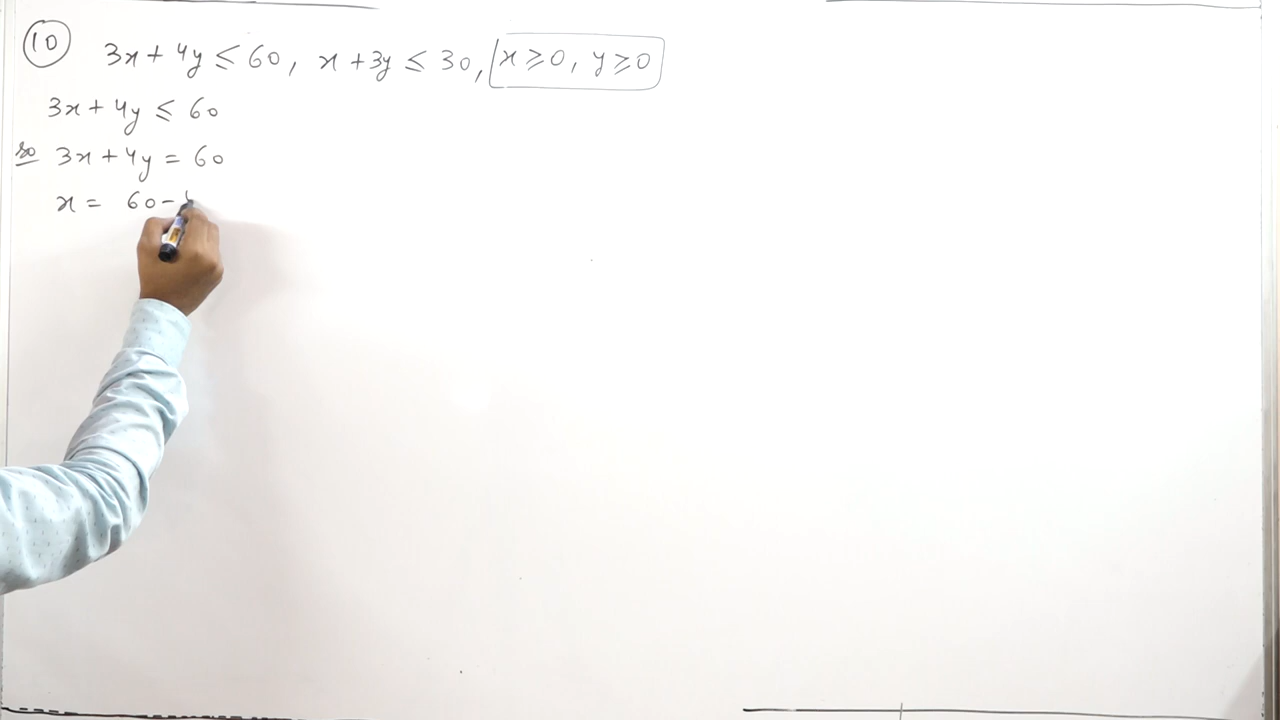 10 3x + 4y ⩽ 60, x + 3y ⩽ 30, x ⩾ 0, y ⩾ 0
3x + 4y ⩽ 60
so 3x + 4y = 60
x = 60 -